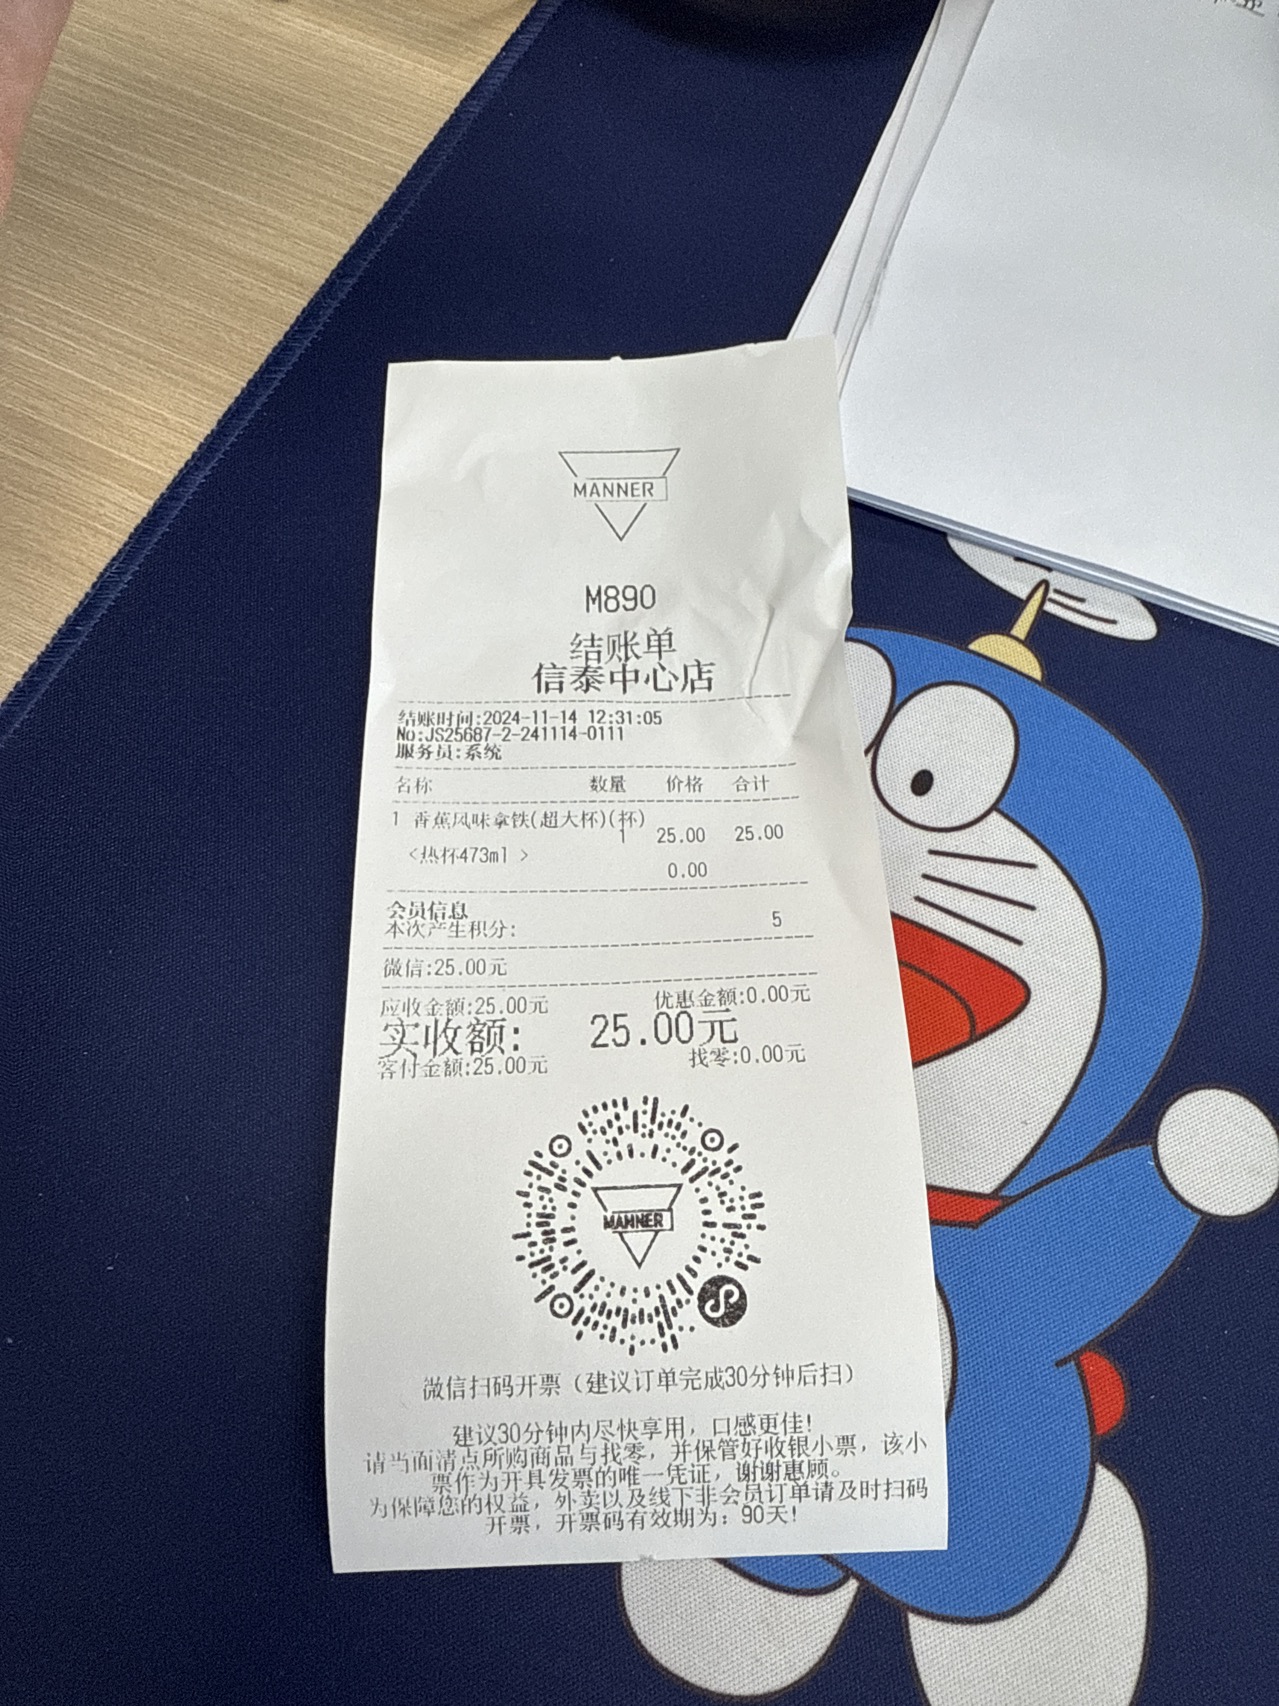 MANNER
M890
结账单
信泰中心店
结账时间:2024-11-14 12:31:05
No:JS25687-2-241114-0111
服务员:系统
名称 数量 价格 合计
1 香蕉风味拿铁(超大杯)(杯)
1 25.00 25.00
<热杯473ml >
0.00
会员信息
本次产生积分: 5
微信:25.00元
应收金额:25.00元 优惠金额:0.00元
实收额: 25.00元
客付金额:25.00元 找零:0.00元
MANNER
微信扫码开票（建议订单完成30分钟后扫）
建议30分钟内尽快享用，口感更佳!
请当面清点所购商品与找零，并保管好收银小票，该小
票作为开具发票的唯一凭证，谢谢惠顾。
为保障您的权益，外卖以及线下非会员订单请及时扫码
开票，开票码有效期为：90天!